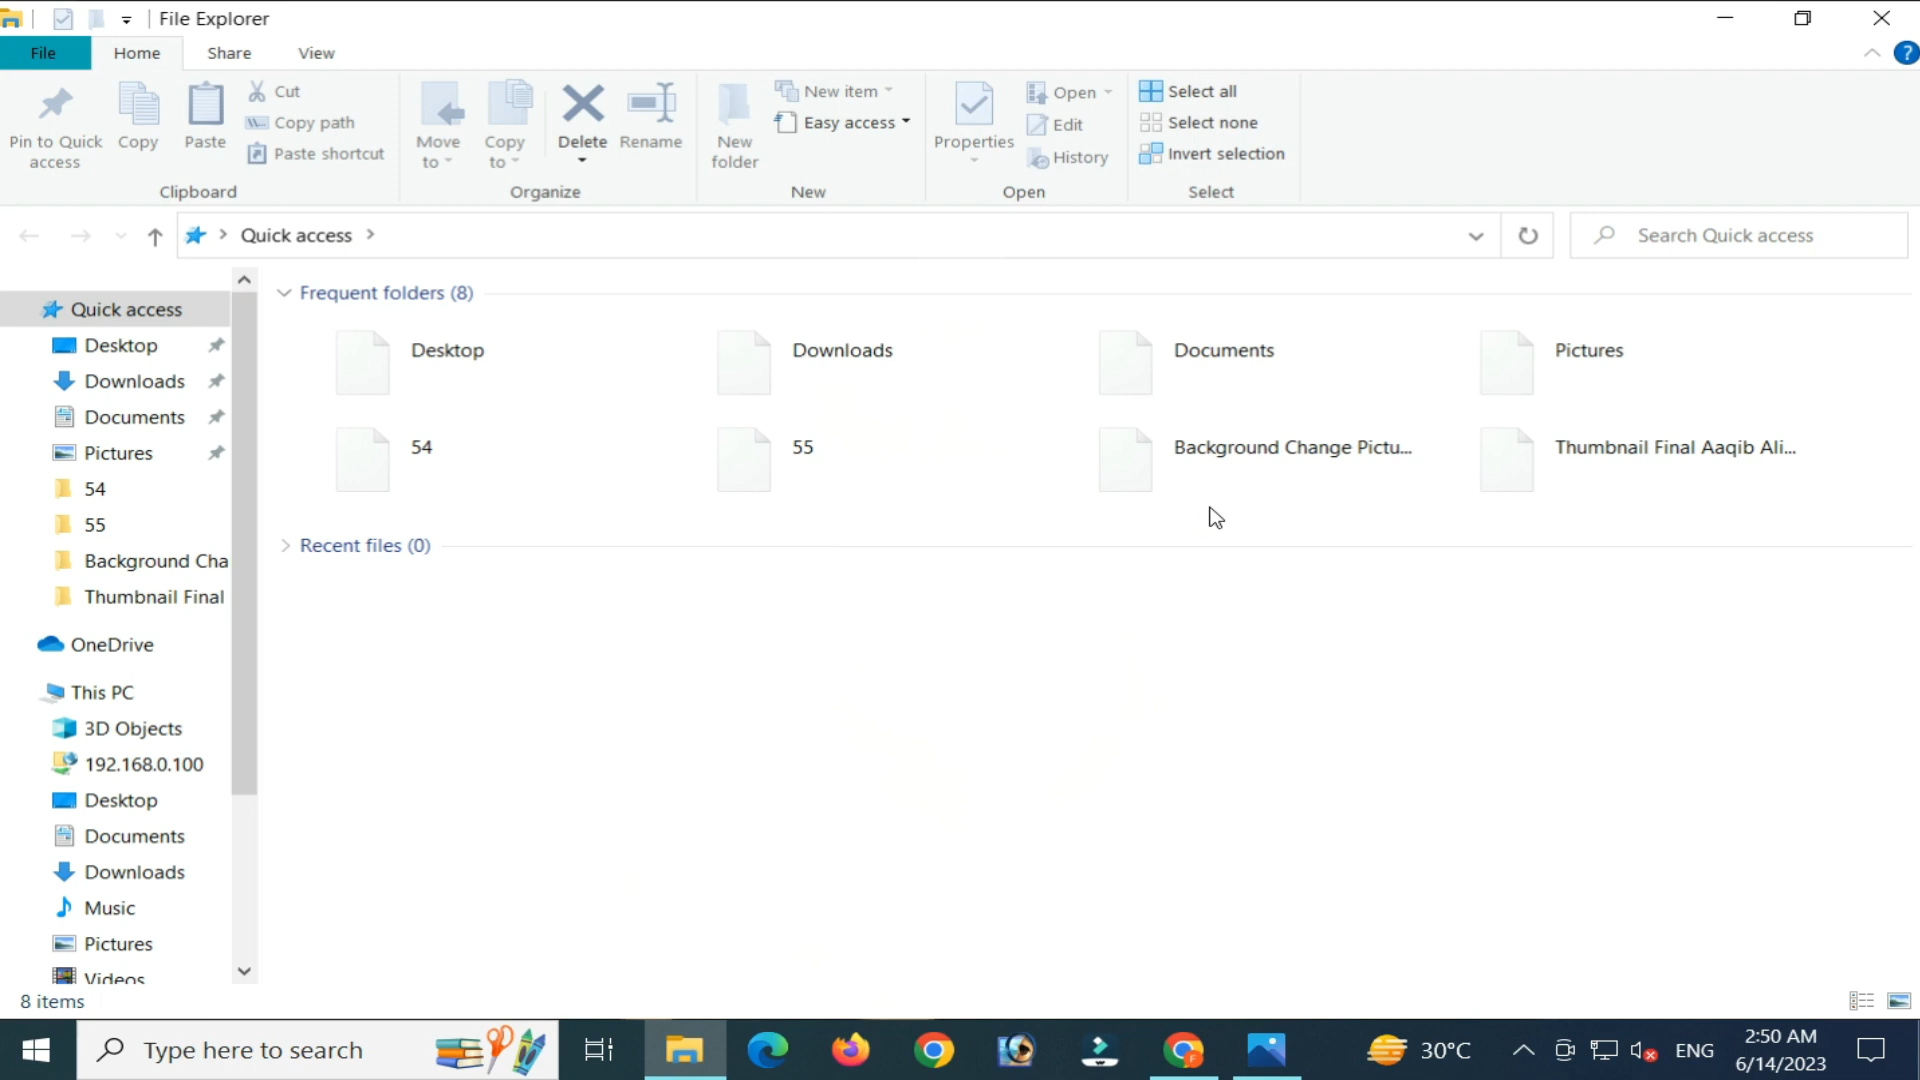 File Explorer
File Home Share View ?
Pin to Quick access
Copy
Paste
Cut
Copy path
Paste shortcut
Clipboard
Move to
Copy to
Delete
Rename
Organize
New folder
New item
Easy access
New
Properties
Open
Edit
History
Open
Select all
Select none
Invert selection
Select
Quick access
Search Quick access
Quick access
Desktop
Downloads
Documents
Pictures
54
55
Background Cha
Thumbnail Final
OneDrive
This PC
3D Objects
192.168.0.100
Desktop
Documents
Downloads
Music
Pictures
Videos
Frequent folders (8)
Desktop Downloads Documents Pictures
54 55 Background Change Pictu... Thumbnail Final Aaqib Ali...
Recent files (0)
8 items
Type here to search
30°C
ENG
2:50 AM
6/14/2023